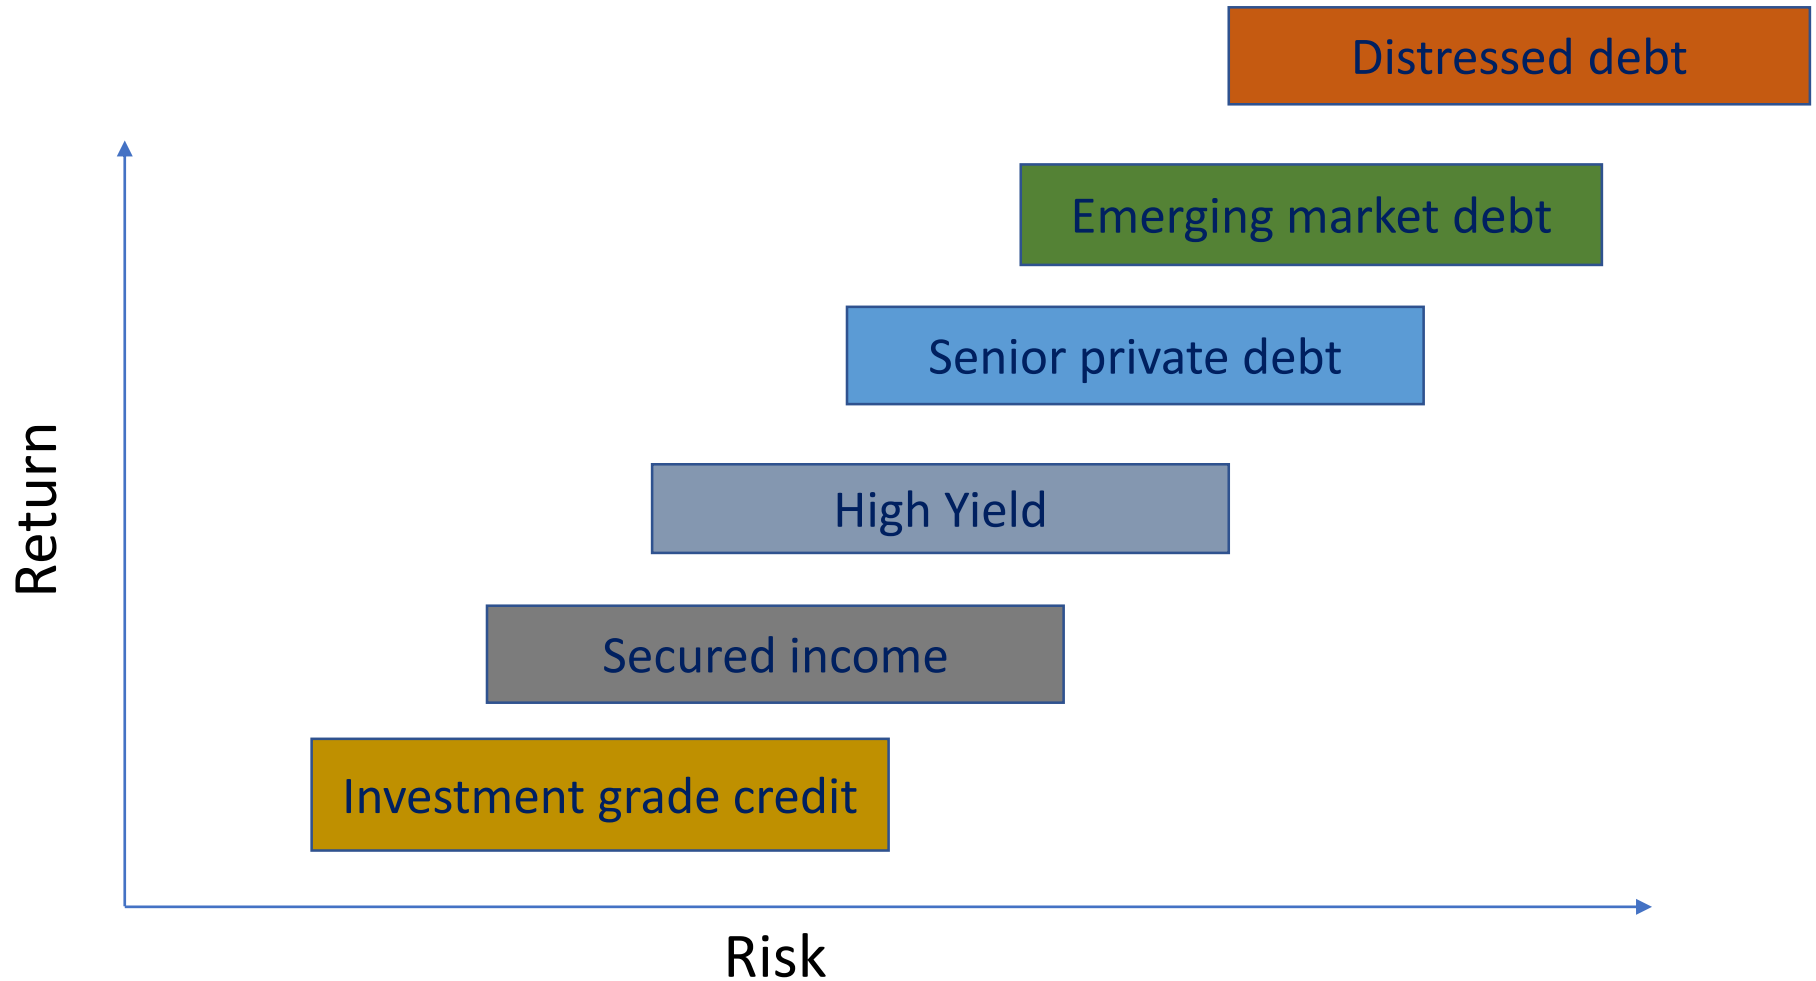 Distressed debt
Emerging market debt
Senior private debt
High Yield
Secured income
Investment grade credit
Return
Risk